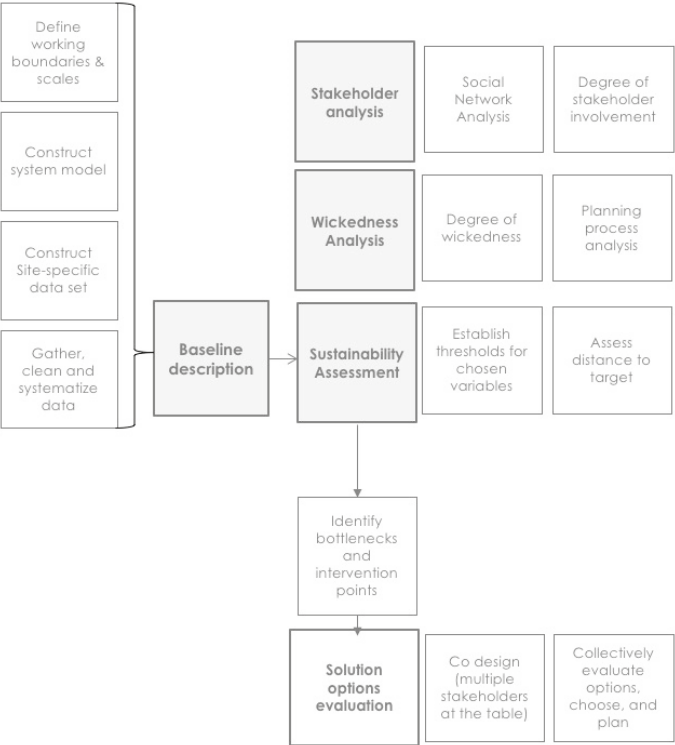 Define
working
boundaries &
scales
Construct
system model
Construct
Site-specific
data set
Gather,
clean and
systematize
data
Baseline
description
Stakeholder
analysis
Social
Network
Analysis
Degree of
stakeholder
involvement
Wickedness
Analysis
Degree of
wickedness
Planning
process
analysis
Sustainability
Assessment
Establish
thresholds for
chosen
variables
Assess
distance to
target
Identify
bottlenecks
and
intervention
points
Solution
options
evaluation
Co design
(multiple
stakeholders
at the table)
Collectively
evaluate
options,
choose, and
plan